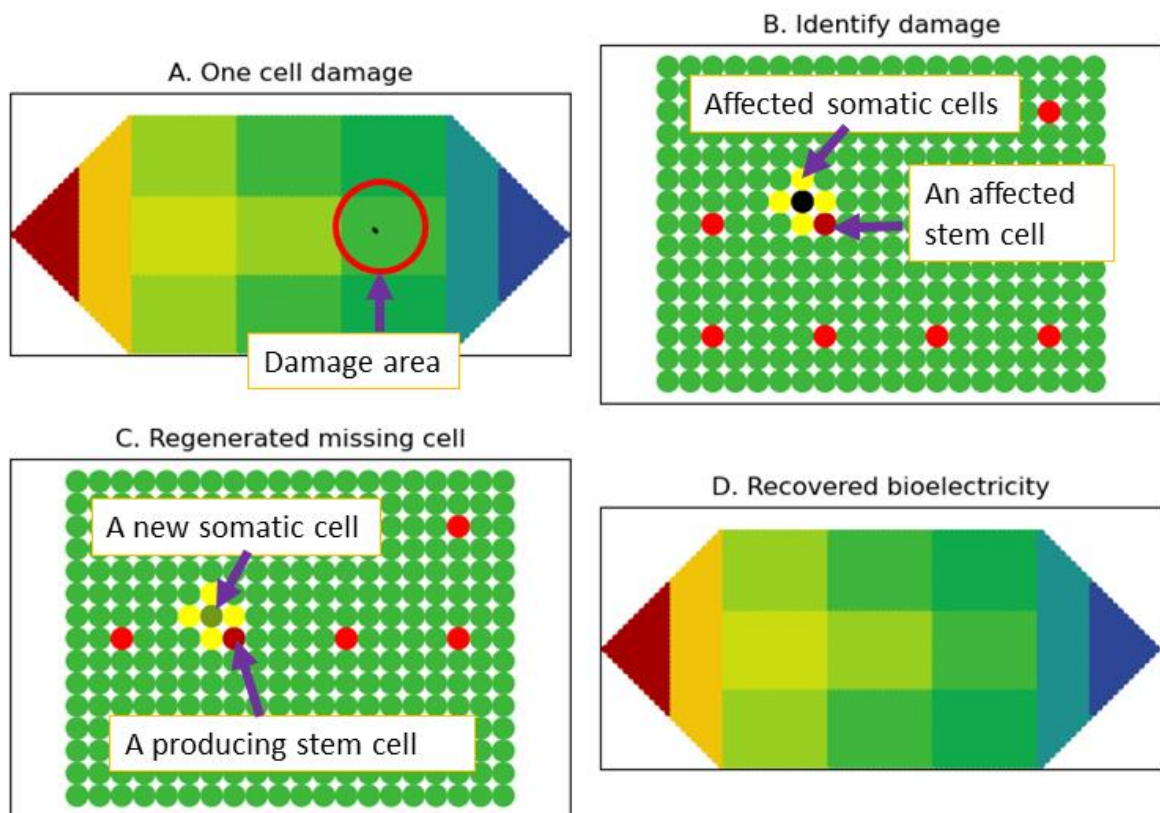 A. One cell damage
Damage area
B. Identify damage
Affected somatic cells
An affected
stem cell
C. Regenerated missing cell
A new somatic cell
A producing stem cell
D. Recovered bioelectricity